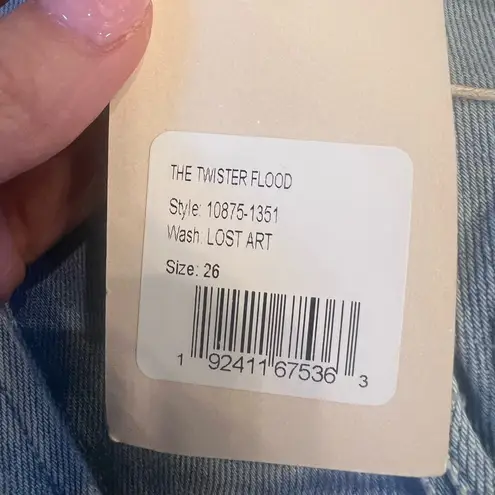 THE TWISTER FLOOD
Style: 10875-1351
Wash: LOST ART
Size: 26
1 92411 67536 3